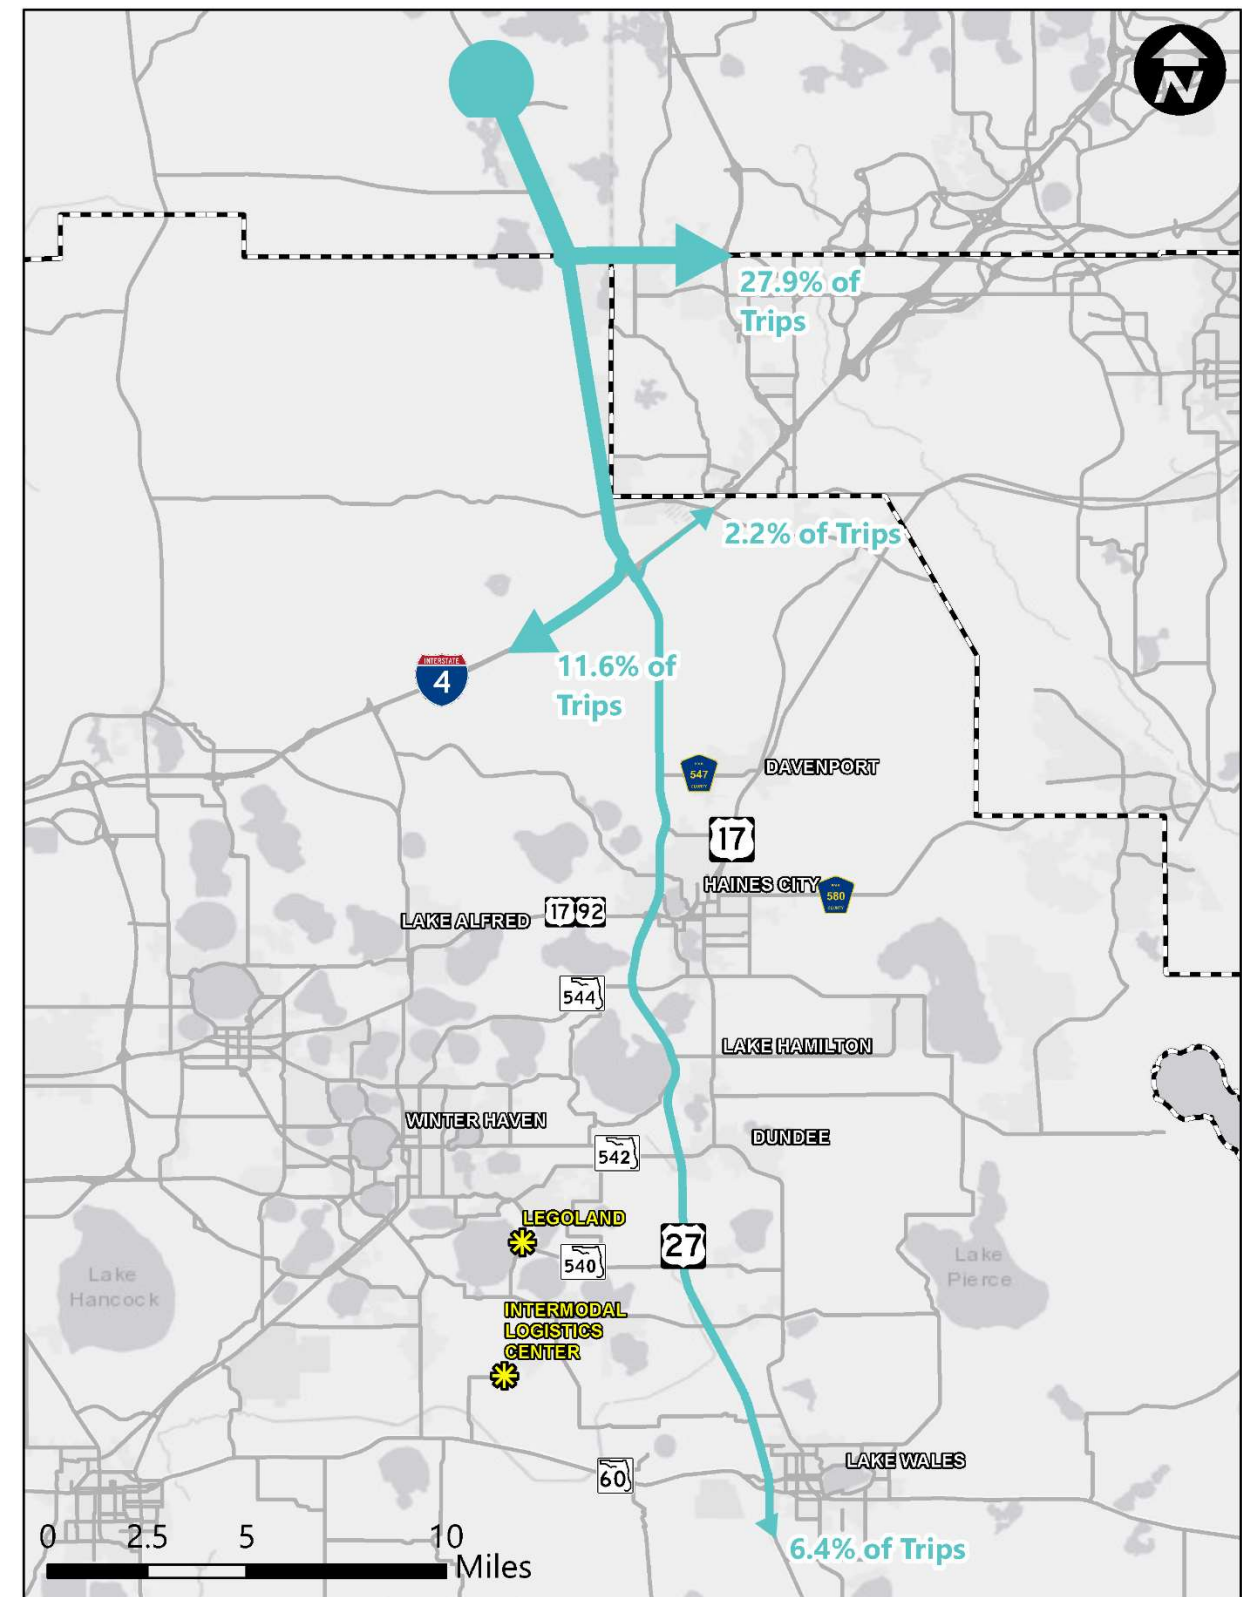 N
27.9% of
Trips
2.2% of Trips
11.6% of
Trips
INTERSTATE
4
547
COUNTY
DAVENPORT
17
HAINES CITY
580
COUNTY
LAKE ALFRED
17 92
544
LAKE HAMILTON
WINTER HAVEN
DUNDEE
542
LEGOLAND
27
540
Lake
Hancock
Lake
Pierce
INTERMODAL
LOGISTICS
CENTER
LAKE WALES
60
0 2.5 5 10
Miles
6.4% of Trips